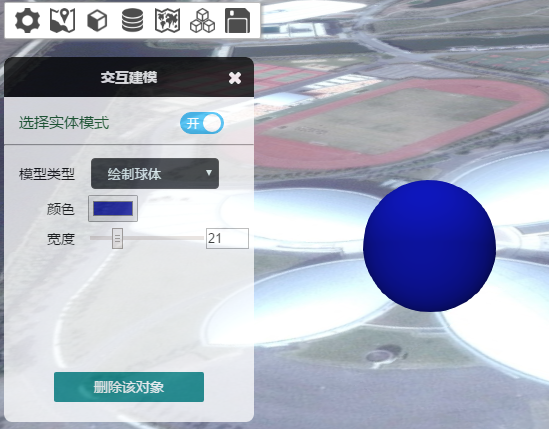 交互建模
选择实体模式 开
模型类型 绘制球体
颜色
宽度 21
删除该对象